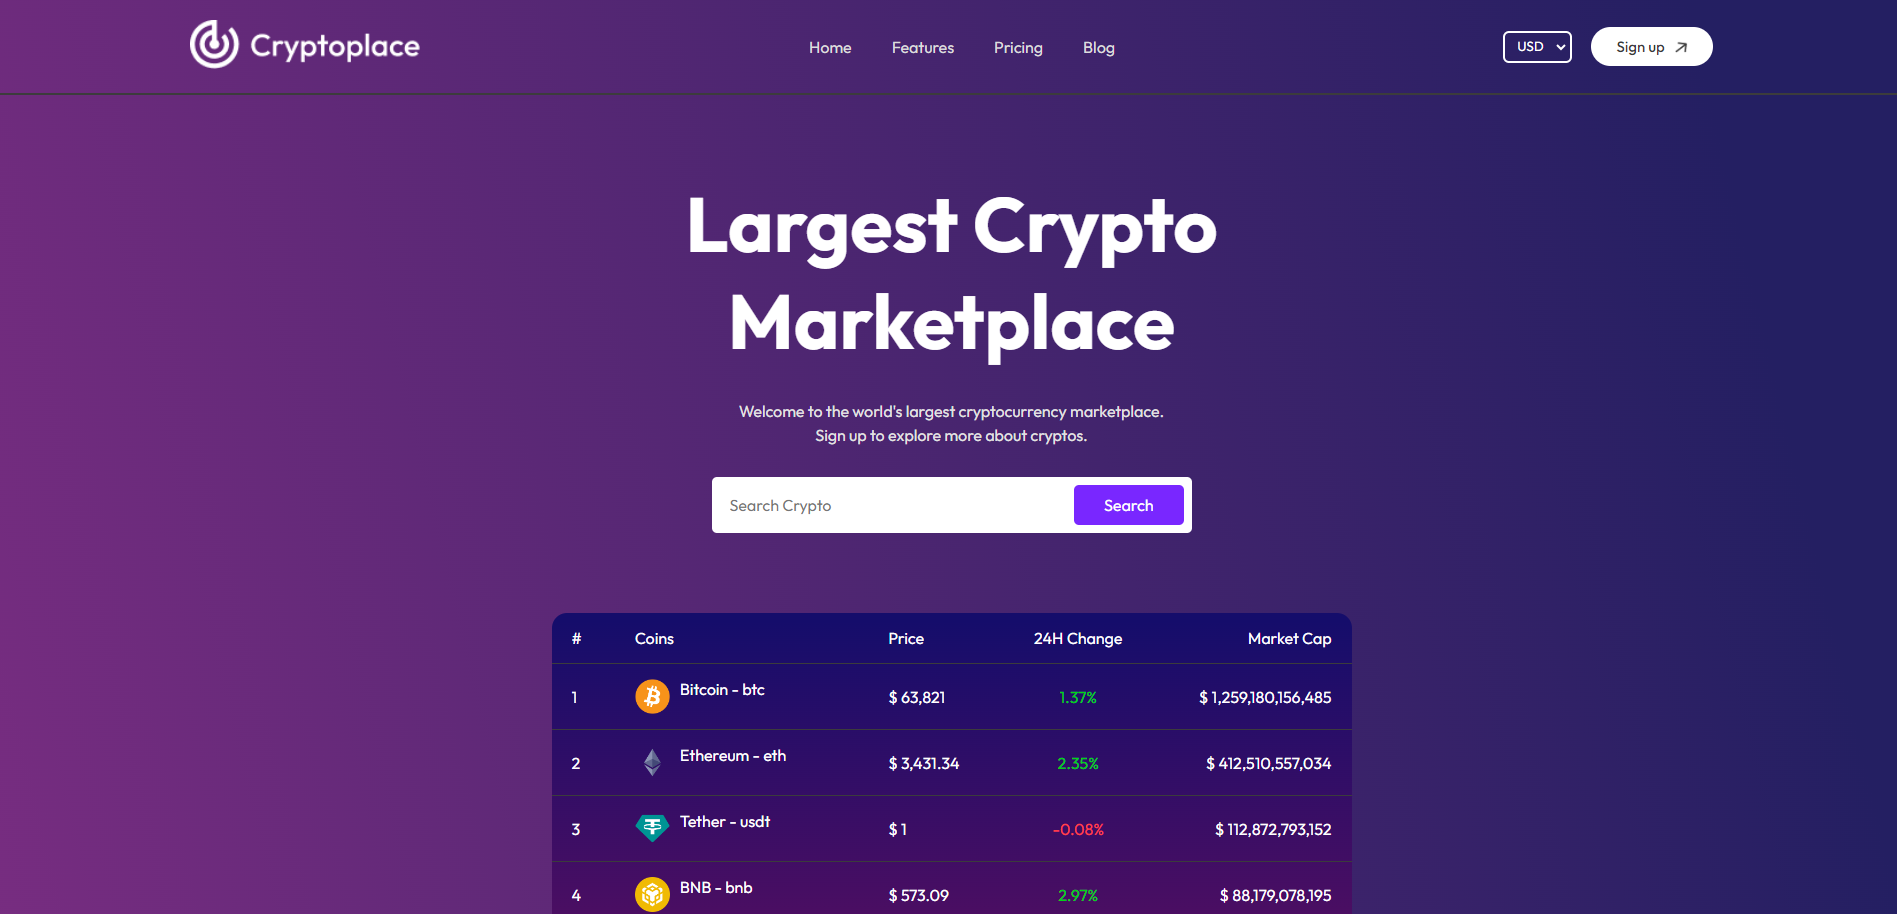 Cryptoplace
Home Features Pricing Blog
USD
Sign up
Largest Crypto
Marketplace
Welcome to the world's largest cryptocurrency marketplace.
Sign up to explore more about cryptos.
Search Crypto
Search
# Coins Price 24H Change Market Cap
1 Bitcoin - btc $ 63,821 1.37% $ 1,259,180,156,485
2 Ethereum - eth $ 3,431.34 2.35% $ 412,510,557,034
3 Tether - usdt $ 1 -0.08% $ 112,872,793,152
4 BNB - bnb $ 573.09 2.97% $ 88,179,078,195